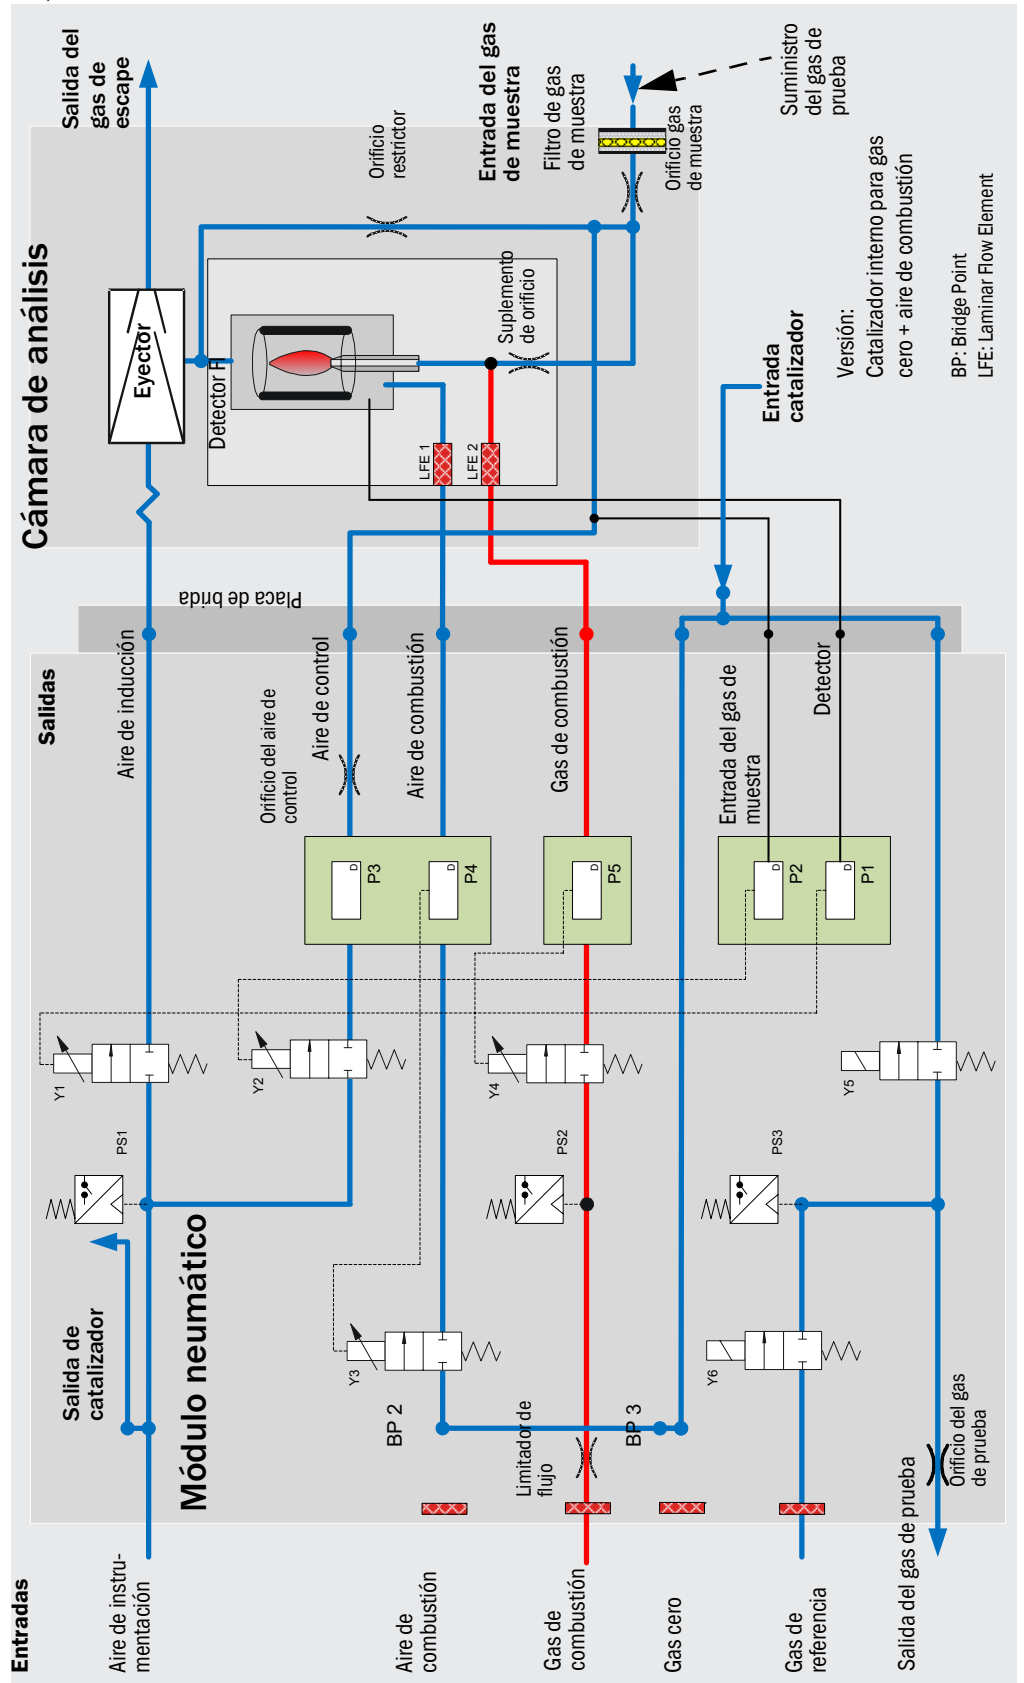 Cámara de análisis
Salida del
gas de
escape
Eyector
Detector FI
Orificio
restrictor
Entrada del gas
de muestra
Filtro de gas
de muestra
Orificio gas
de muestra
Suministro
del gas de
prueba
Suplemento
de orificio
LFE 1
LFE 2
Entrada
catalizador
Versión:
Catalizador interno para gas
cero + aire de combustión
BP: Bridge Point
LFE: Laminar Flow Element
Placa de brida
Salidas
Aire de inducción
Orificio del aire de
control
Aire de control
Aire de combustión
Gas de combustión
Entrada del gas de
muestra
Detector
D
P3
D
P4
D
P5
D
P2
D
P1
Y1
Y2
Y4
Y5
PS1
PS2
PS3
Módulo neumático
Salida de
catalizador
Y3
Y6
BP 2
BP 3
Limitador de
flujo
Orificio del gas
de prueba
Entradas
Aire de instru-
mentación
Aire de
combustión
Gas de
combustión
Gas cero
Gas de
referencia
Salida del gas de prueba